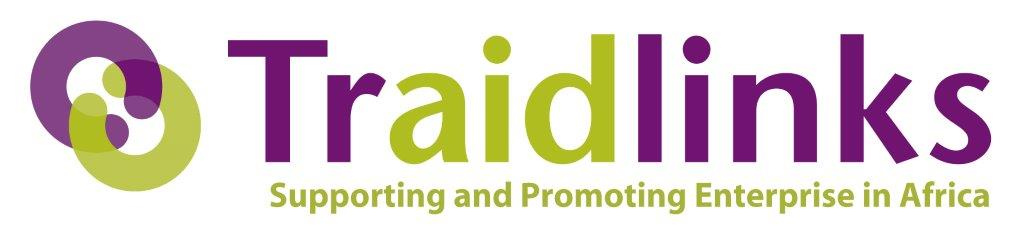 Traidlinks
Supporting and Promoting Enterprise in Africa